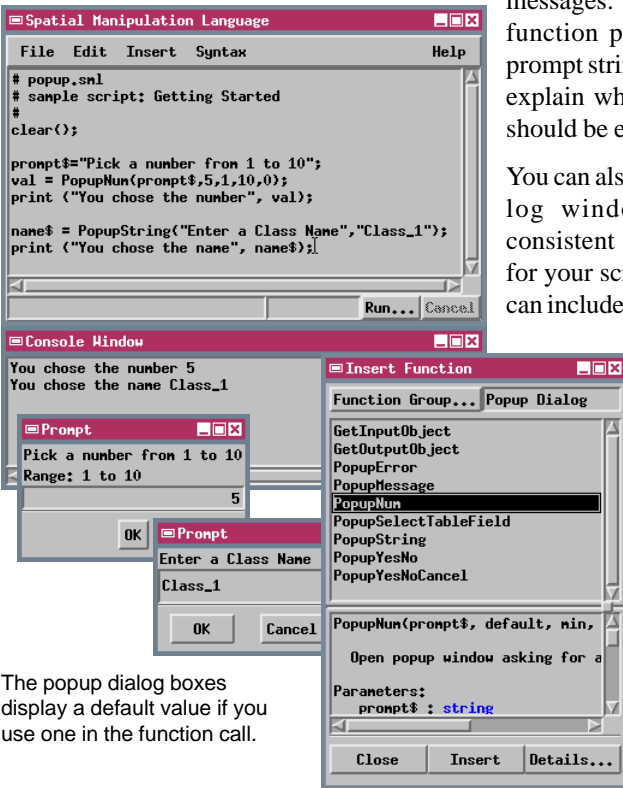 Spatial Manipulation Language
File Edit Insert Syntax Help
# popup.sml
# sample script: Getting Started
#
clear();
prompt$="Pick a number from 1 to 10";
val = PopupNum(prompt$,5,1,10,0);
print ("You chose the number", val);
name$ = PopupString("Enter a Class Name","Class_1");
print ("You chose the name", name$);
Run... Cancel
messages.
function p
prompt strin
explain wh
should be e
You can als
log windo
consistent
for your scr
can include
Console Window
You chose the number 5
You chose the name Class_1
Prompt
Pick a number from 1 to 10
Range: 1 to 10
5
OK
Prompt
Enter a Class Name
Class_1
OK Cancel
Insert Function
Function Group... Popup Dialog
GetInputObject
GetOutputObject
PopupError
PopupMessage
PopupNum
PopupSelectTableField
PopupString
PopupYesNo
PopupYesNoCancel
PopupNum(prompt$, default, min,
Open popup window asking for a
Parameters:
prompt$ : string
Close Insert Details...
The popup dialog boxes
display a default value if you
use one in the function call.